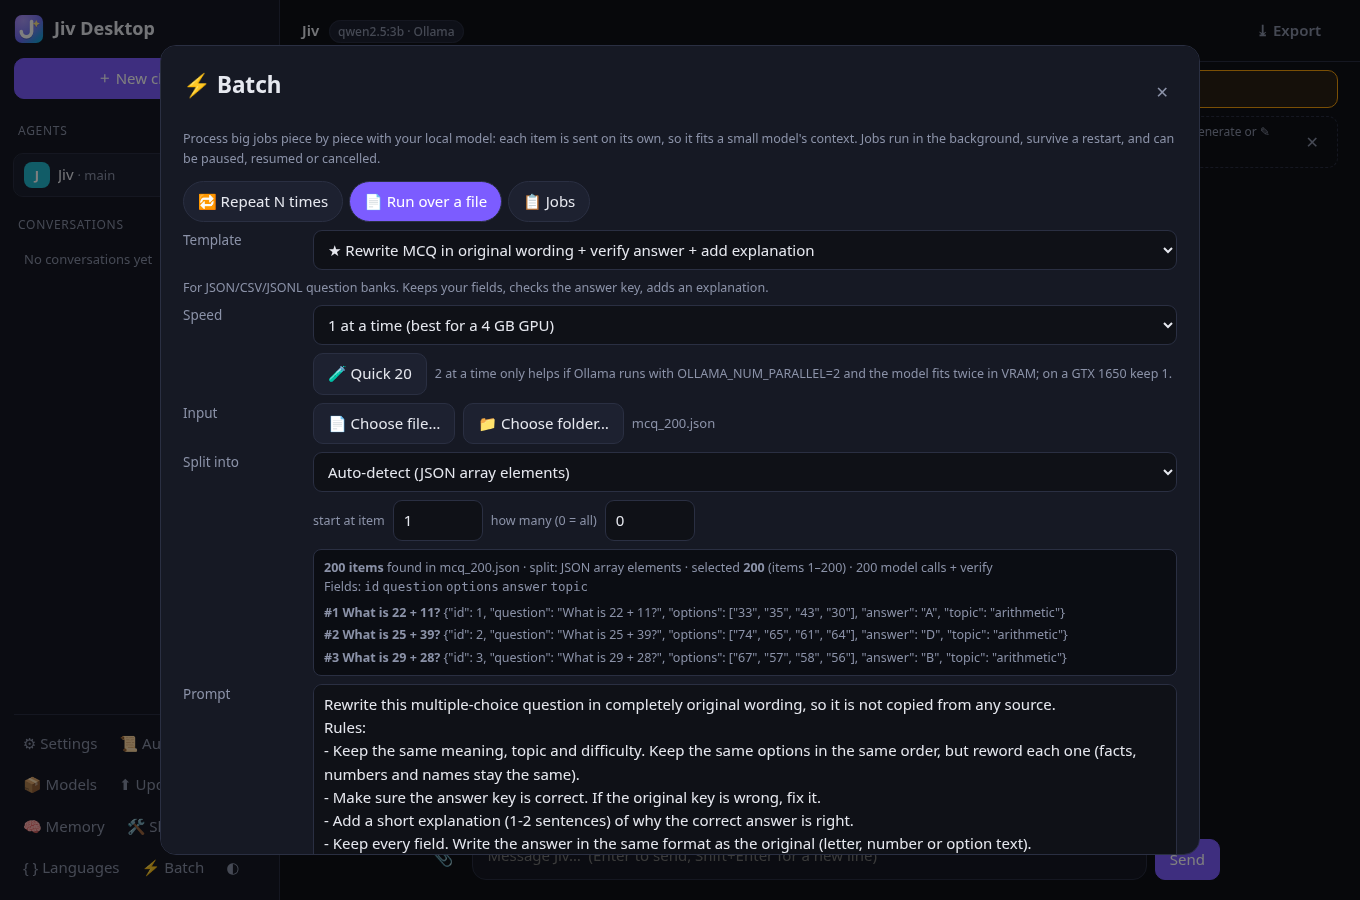 Jiv Desktop
Jiv
qwen2.5:3b · Ollama
Export
+ New c
AGENTS
J Jiv · main
CONVERSATIONS
No conversations yet
Settings
Models
Memory
{ } Languages
Batch
enerate or
⚡ Batch
×
Process big jobs piece by piece with your local model: each item is sent on its own, so it fits a small model's context. Jobs run in the background, survive a restart, and can
be paused, resumed or cancelled.
Repeat N times
Run over a file
Jobs
Template
★ Rewrite MCQ in original wording + verify answer + add explanation
For JSON/CSV/JSONL question banks. Keeps your fields, checks the answer key, adds an explanation.
Speed
1 at a time (best for a 4 GB GPU)
Quick 20
2 at a time only helps if Ollama runs with OLLAMA_NUM_PARALLEL=2 and the model fits twice in VRAM; on a GTX 1650 keep 1.
Input
Choose file...
Choose folder...
mcq_200.json
Split into
Auto-detect (JSON array elements)
start at item 1 how many (0 = all) 0
200 items found in mcq_200.json · split: JSON array elements · selected 200 (items 1–200) · 200 model calls + verify
Fields: id question options answer topic
#1 What is 22 + 11? {"id": 1, "question": "What is 22 + 11?", "options": ["33", "35", "43", "30"], "answer": "A", "topic": "arithmetic"}
#2 What is 25 + 39? {"id": 2, "question": "What is 25 + 39?", "options": ["74", "65", "61", "64"], "answer": "D", "topic": "arithmetic"}
#3 What is 29 + 28? {"id": 3, "question": "What is 29 + 28?", "options": ["67", "57", "58", "56"], "answer": "B", "topic": "arithmetic"}
Prompt
Rewrite this multiple-choice question in completely original wording, so it is not copied from any source.
Rules:
- Keep the same meaning, topic and difficulty. Keep the same options in the same order, but reword each one (facts,
numbers and names stay the same).
- Make sure the answer key is correct. If the original key is wrong, fix it.
- Add a short explanation (1-2 sentences) of why the correct answer is right.
- Keep every field. Write the answer in the same format as the original (letter, number or option text).
Message Jiv... (Enter to send, Shift+Enter for a new line)
Send